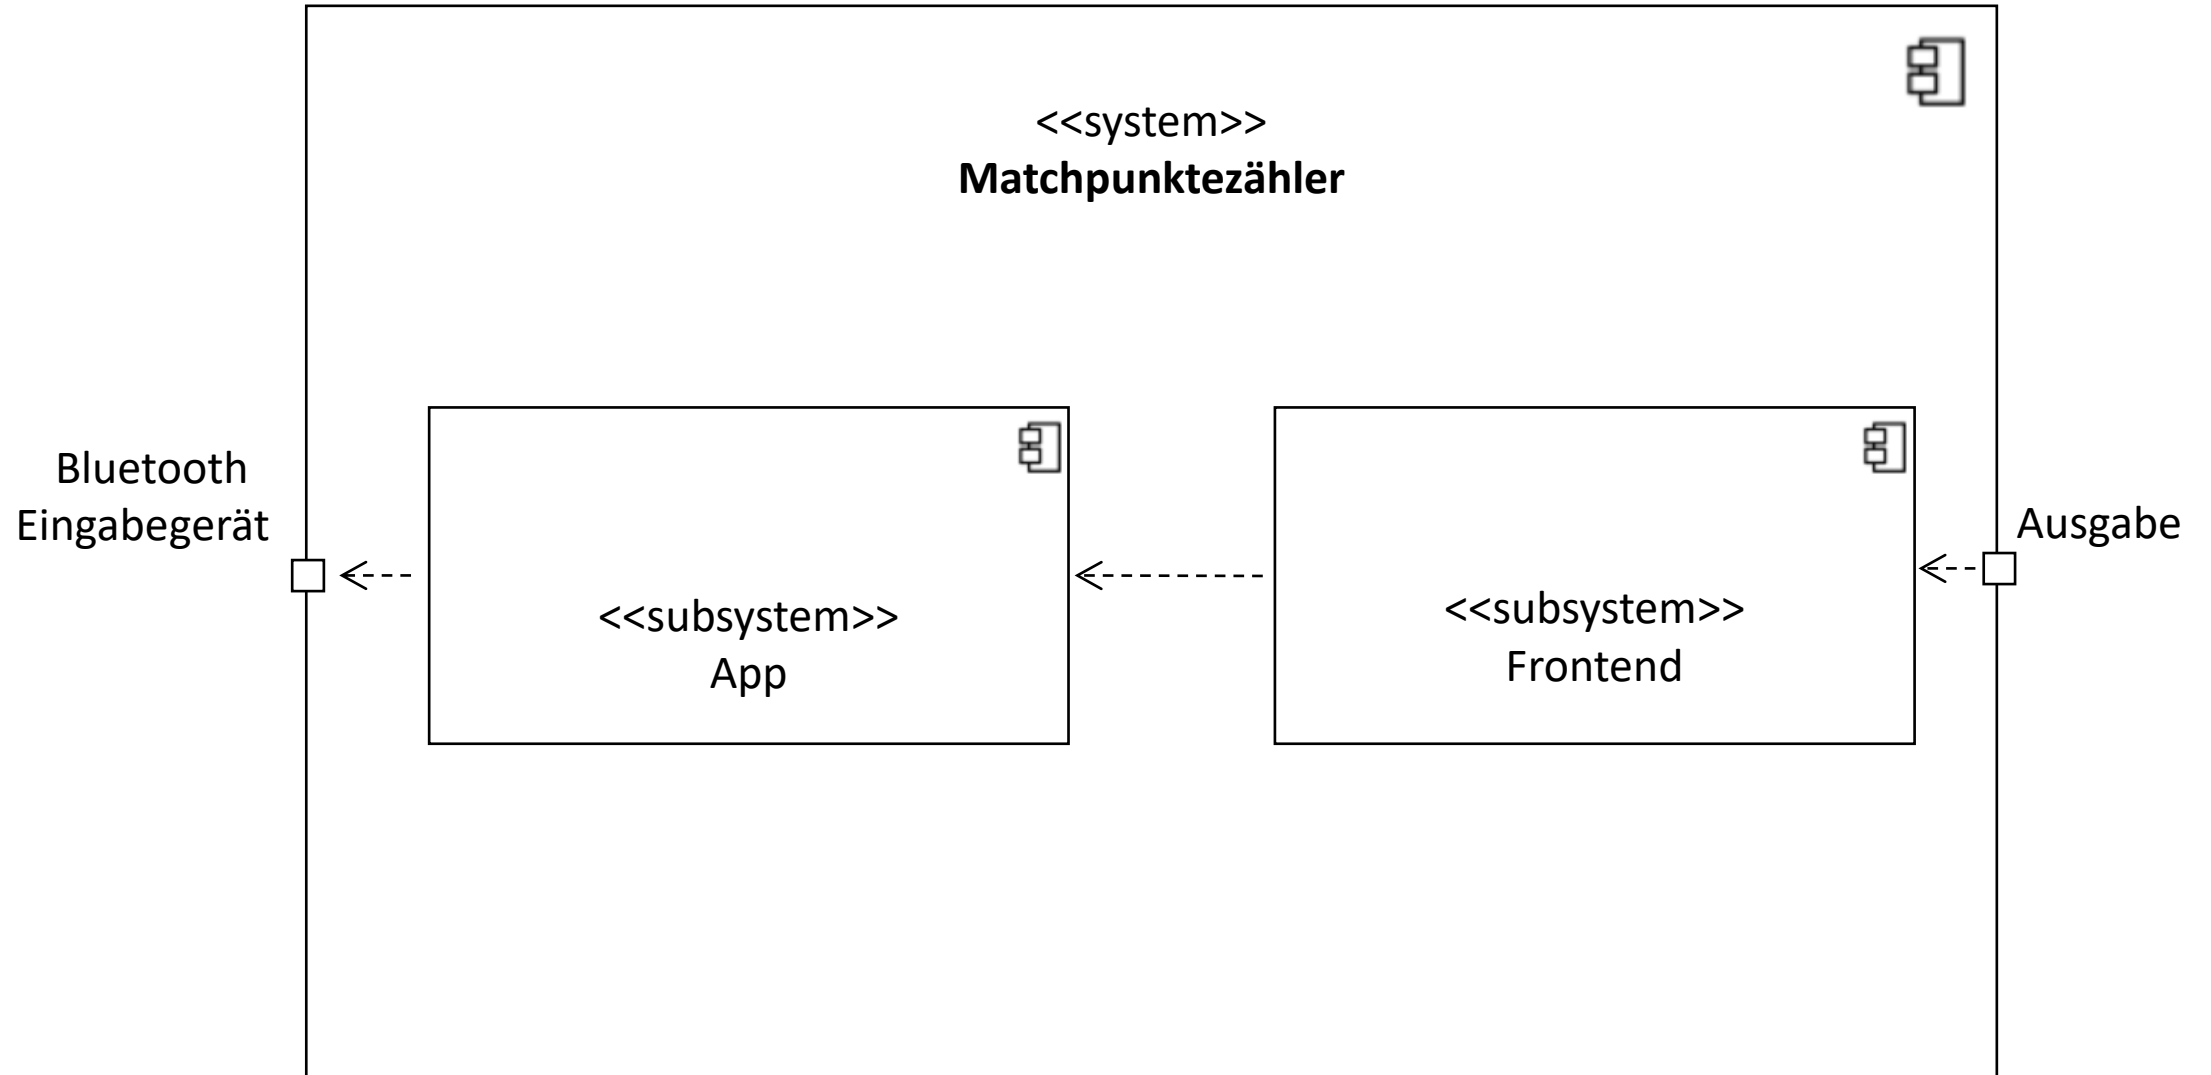 <<system>>
Matchpunktezähler
Bluetooth
Eingabegerät
<<subsystem>>
App
<<subsystem>>
Frontend
Ausgabe